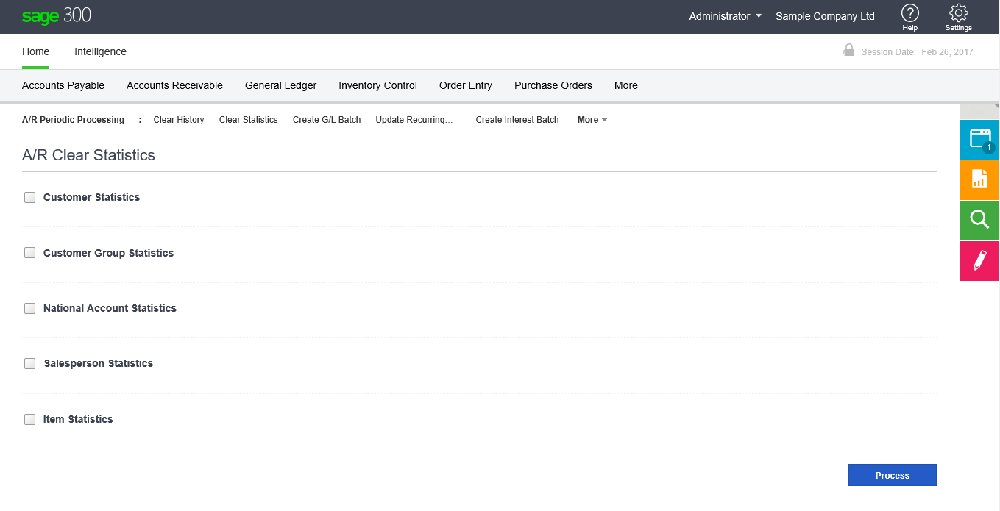 sage 300 Administrator Sample Company Ltd ? Help Settings
Home Intelligence Session Date: Feb 26, 2017
Accounts Payable Accounts Receivable General Ledger Inventory Control Order Entry Purchase Orders More
A/R Periodic Processing : Clear History Clear Statistics Create G/L Batch Update Recurring... Create Interest Batch More
1
A/R Clear Statistics
Customer Statistics
Customer Group Statistics
National Account Statistics
Salesperson Statistics
Item Statistics
Process